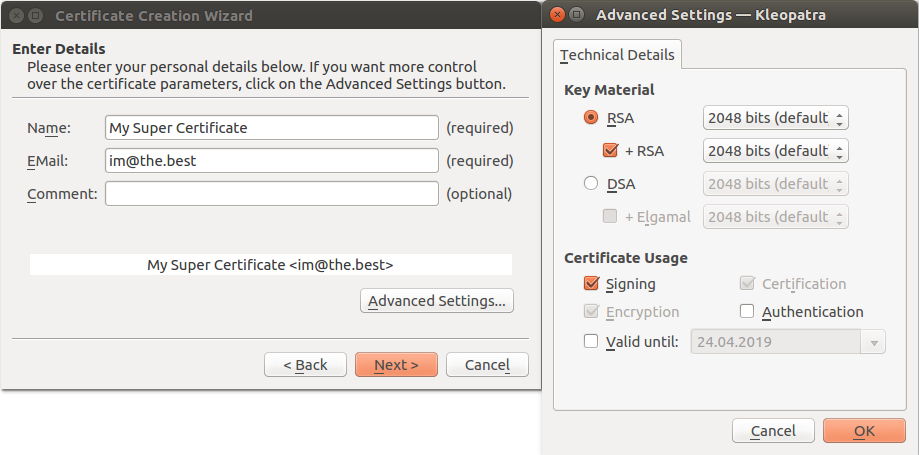 Certificate Creation Wizard
Enter Details
Please enter your personal details below. If you want more control
over the certificate parameters, click on the Advanced Settings button.
Name: My Super Certificate (required)
EMail: im@the.best (required)
Comment: (optional)
My Super Certificate <im@the.best>
Advanced Settings...
< Back Next > Cancel
Advanced Settings — Kleopatra
Technical Details
Key Material
RSA 2048 bits (default
+ RSA 2048 bits (default
DSA 2048 bits (default
+ Elgamal 2048 bits (default
Certificate Usage
Signing Certification
Encryption Authentication
Valid until: 24.04.2019
Cancel OK